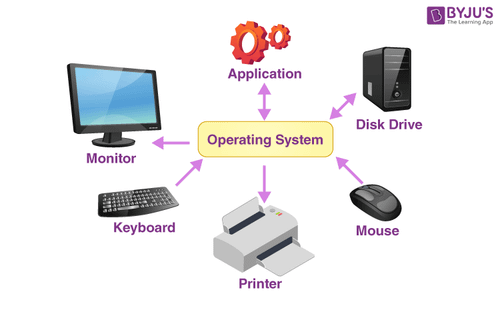 BYJU'S
The Learning App
Application
Disk Drive
Operating System
Monitor
Keyboard
Mouse
Printer